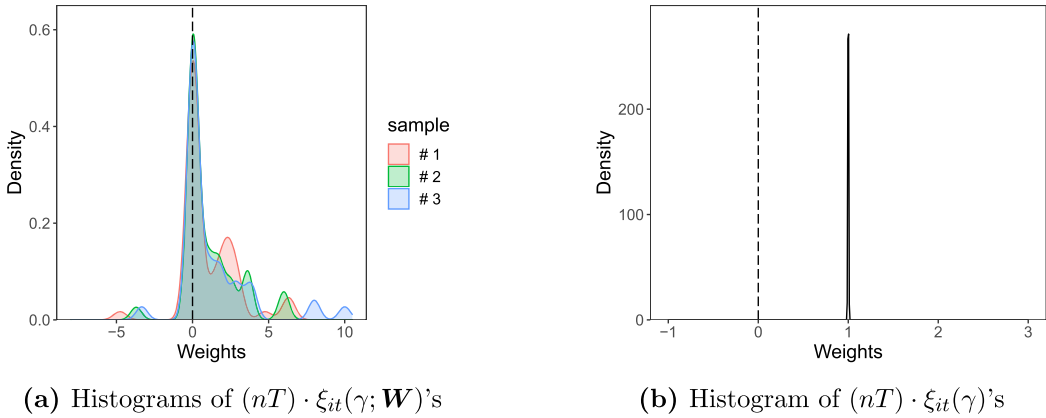 0.6
0.4
0.2
0.0
Density
−5
0
5
10
Weights
sample
# 1
# 2
# 3
(a) Histograms of (nT) · ξit(γ; W)'s
200
100
0
Density
−1
0
1
2
3
Weights
(b) Histogram of (nT) · ξit(γ)'s